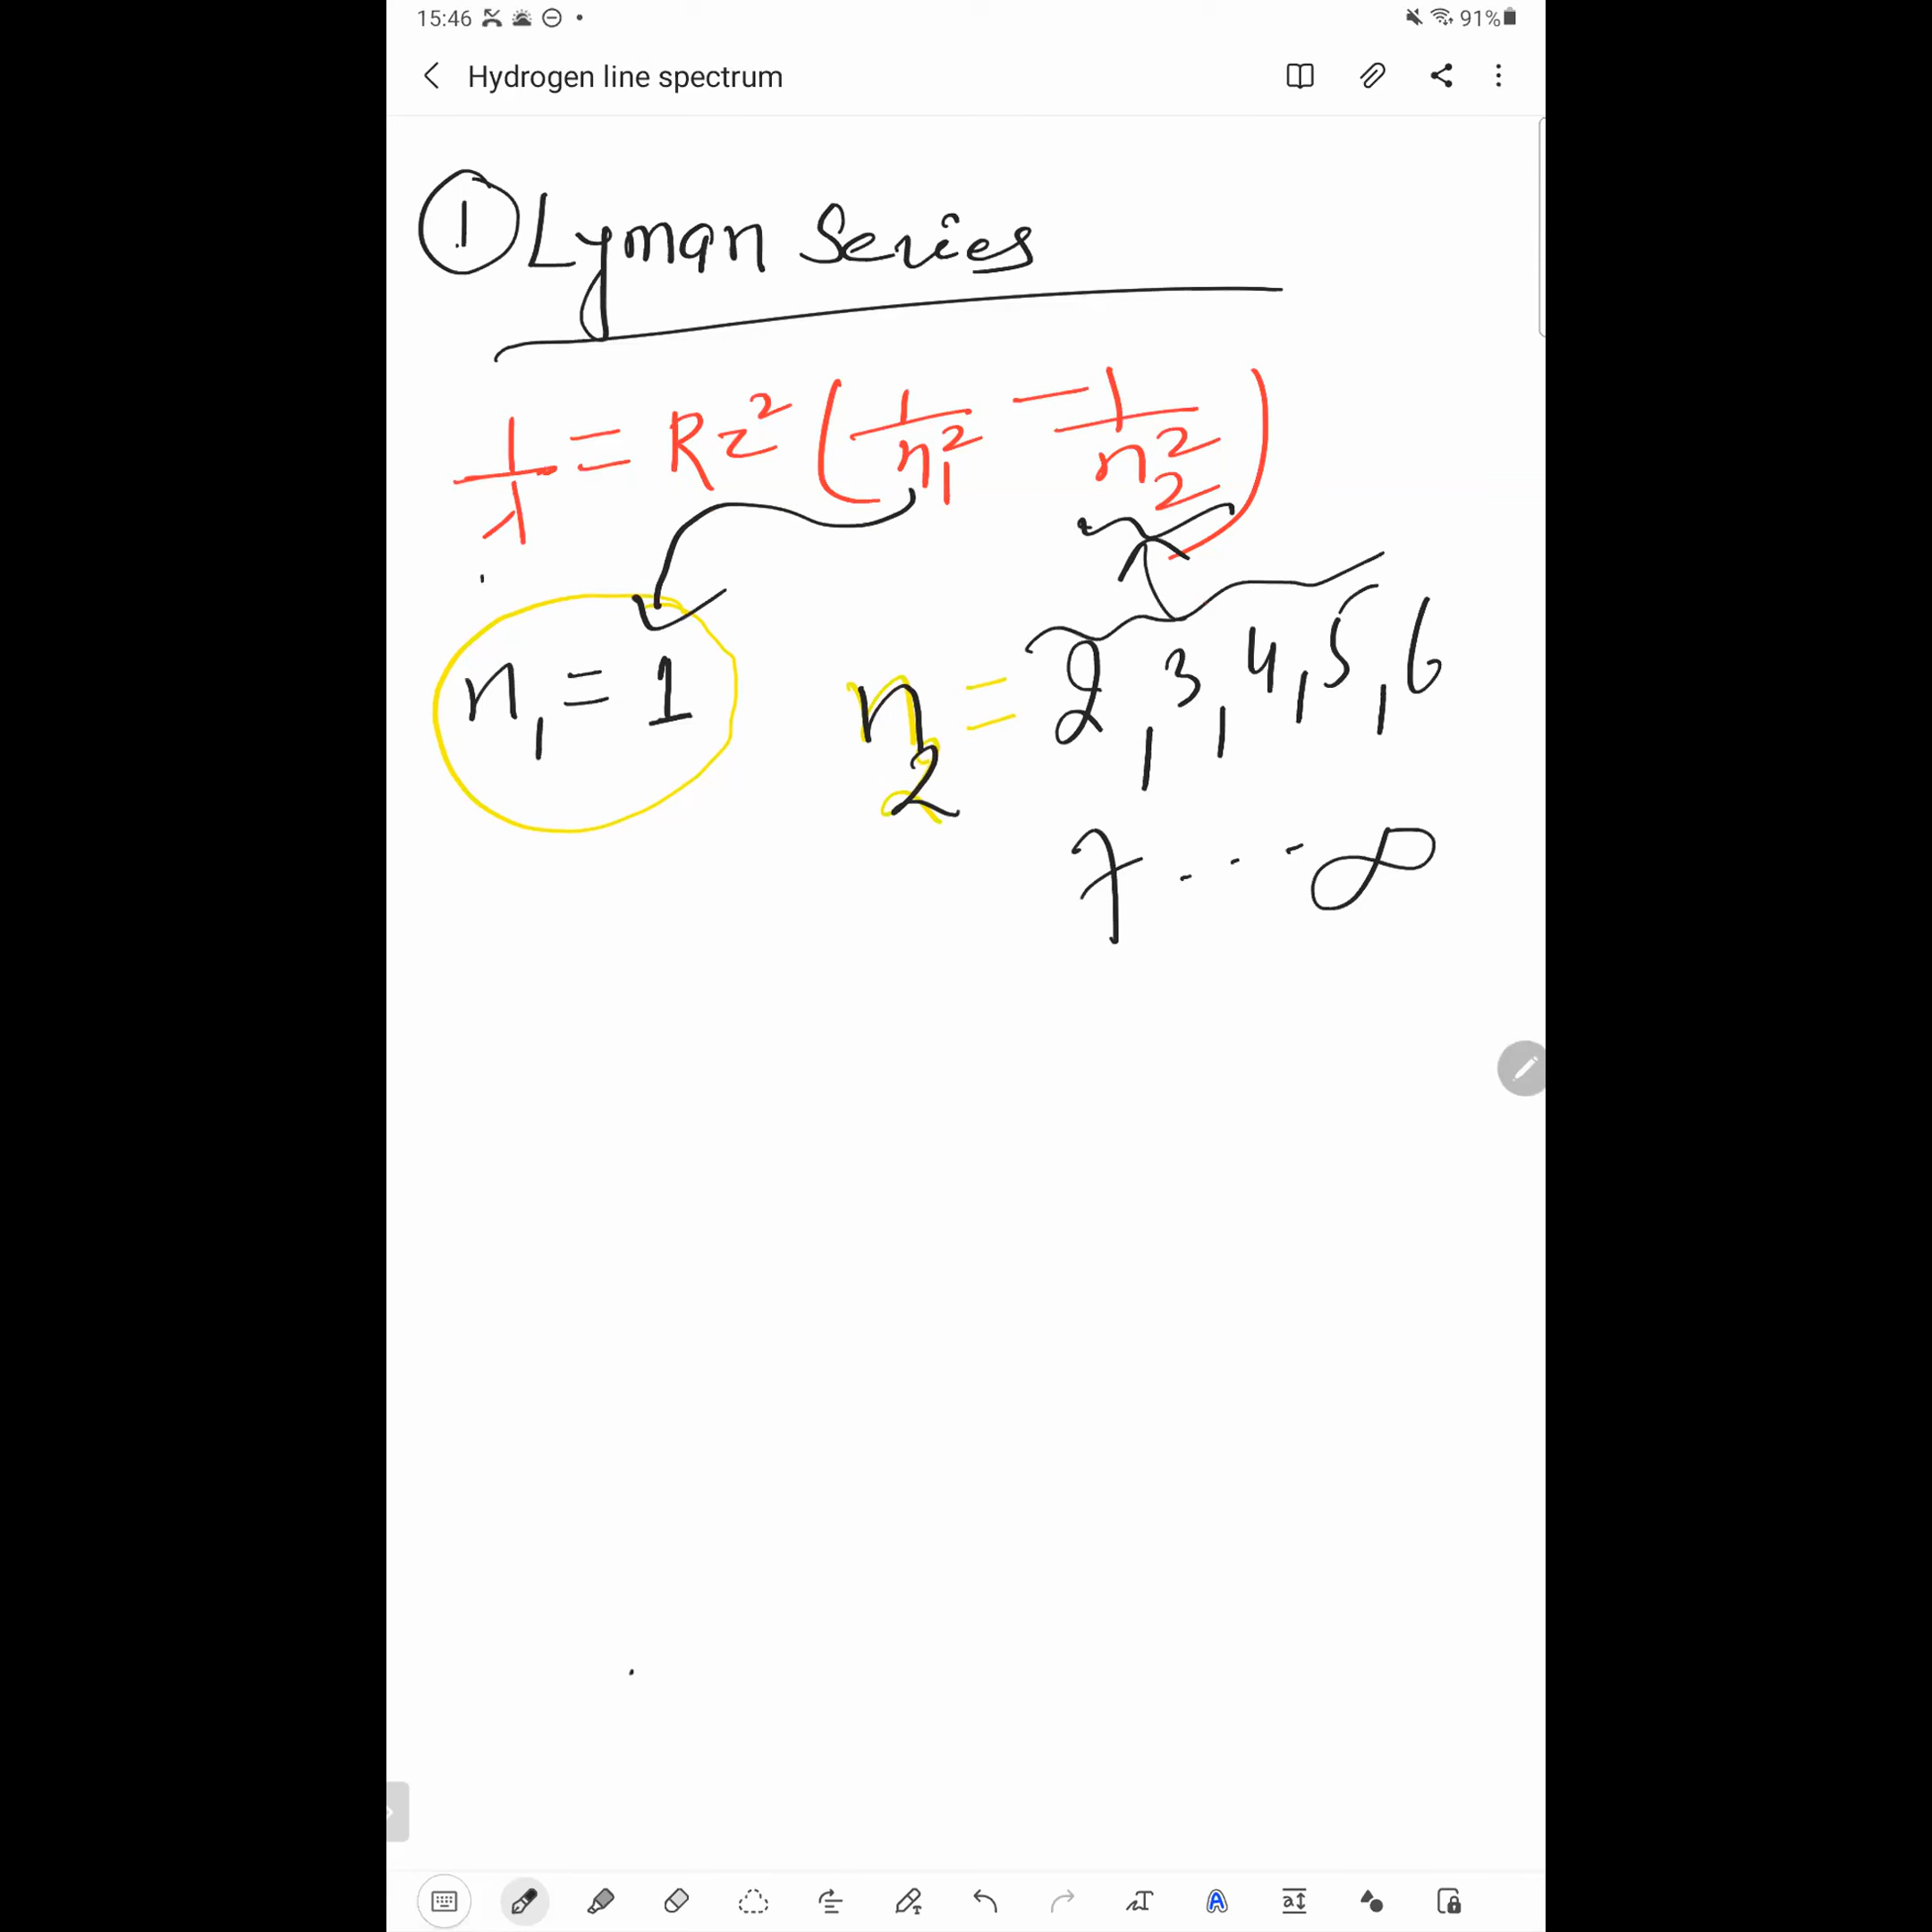 15:46 91%
Hydrogen line spectrum
① Lyman Series
1/λ = RZ² (1/n₁² − 1/n₂²)
n₁ = 1 n₂ = 2, 3, 4, 5, 6
7 ... ∞